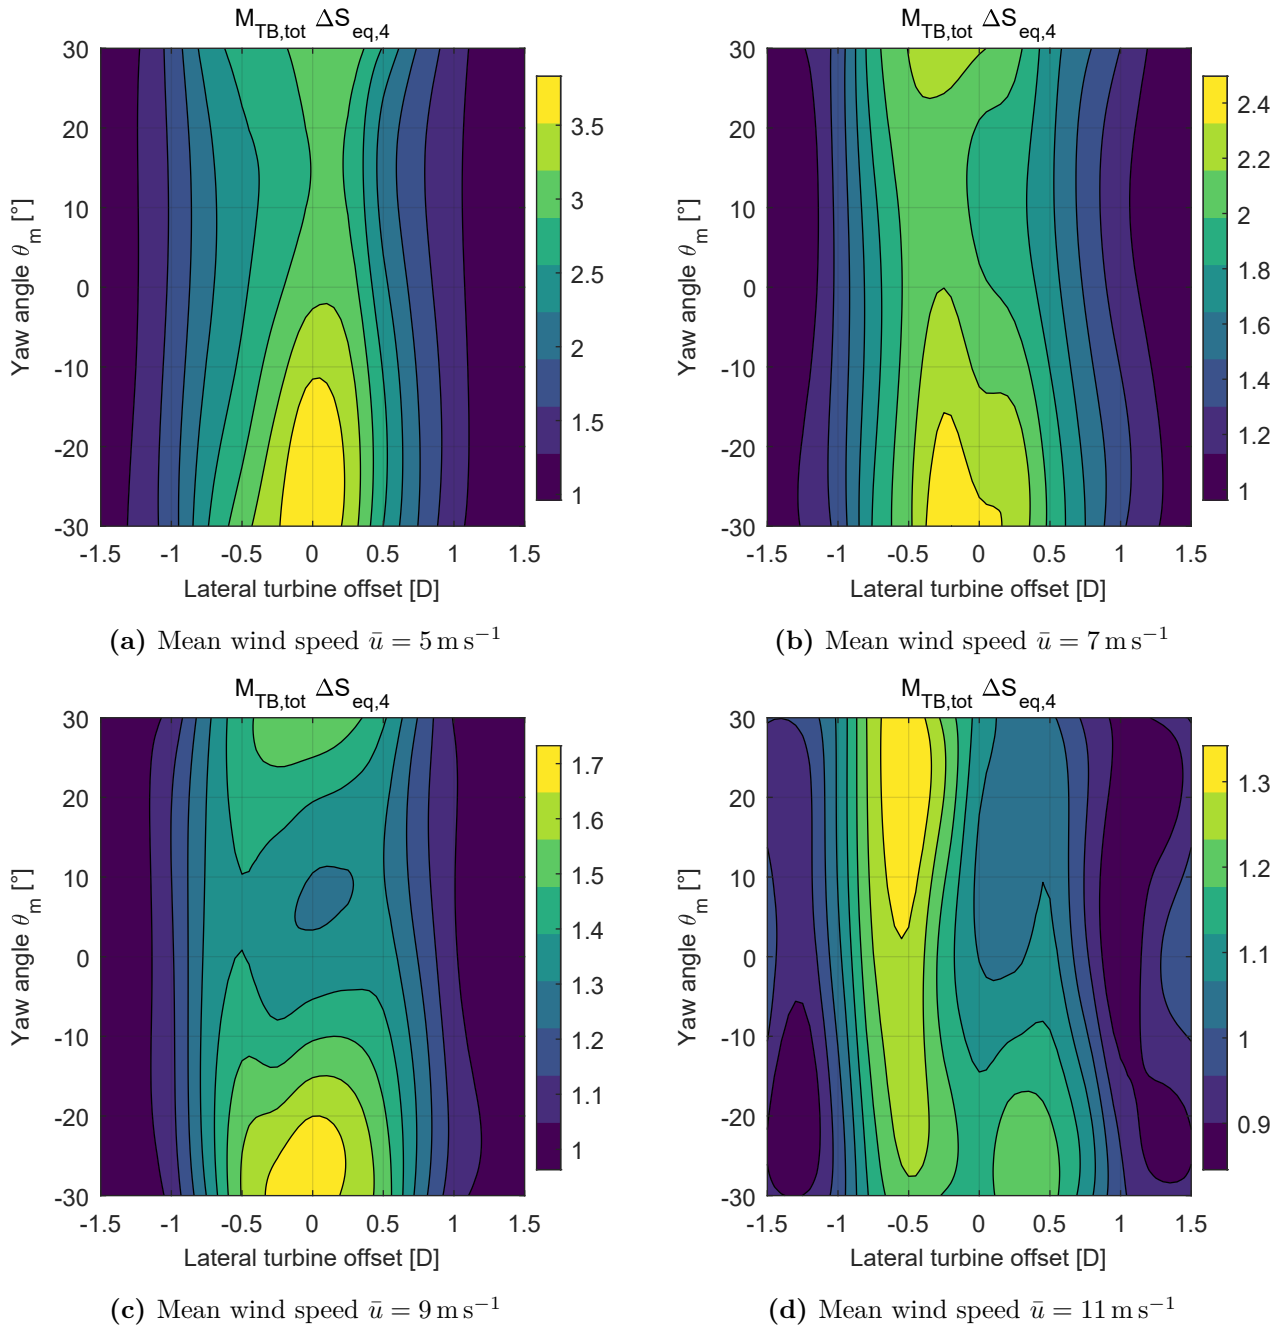 M_TB,tot ΔS_eq,4
30
20
10
0
-10
-20
-30
Yaw angle θ_m [°]
-1.5 -1 -0.5 0 0.5 1 1.5
Lateral turbine offset [D]
3.5
3
2.5
2
1.5
1
(a) Mean wind speed ū = 5 m s⁻¹
M_TB,tot ΔS_eq,4
30
20
10
0
-10
-20
-30
Yaw angle θ_m [°]
-1.5 -1 -0.5 0 0.5 1 1.5
Lateral turbine offset [D]
2.4
2.2
2
1.8
1.6
1.4
1.2
1
(b) Mean wind speed ū = 7 m s⁻¹
M_TB,tot ΔS_eq,4
30
20
10
0
-10
-20
-30
Yaw angle θ_m [°]
-1.5 -1 -0.5 0 0.5 1 1.5
Lateral turbine offset [D]
1.7
1.6
1.5
1.4
1.3
1.2
1.1
1
(c) Mean wind speed ū = 9 m s⁻¹
M_TB,tot ΔS_eq,4
30
20
10
0
-10
-20
-30
Yaw angle θ_m [°]
-1.5 -1 -0.5 0 0.5 1 1.5
Lateral turbine offset [D]
1.3
1.2
1.1
1
0.9
(d) Mean wind speed ū = 11 m s⁻¹